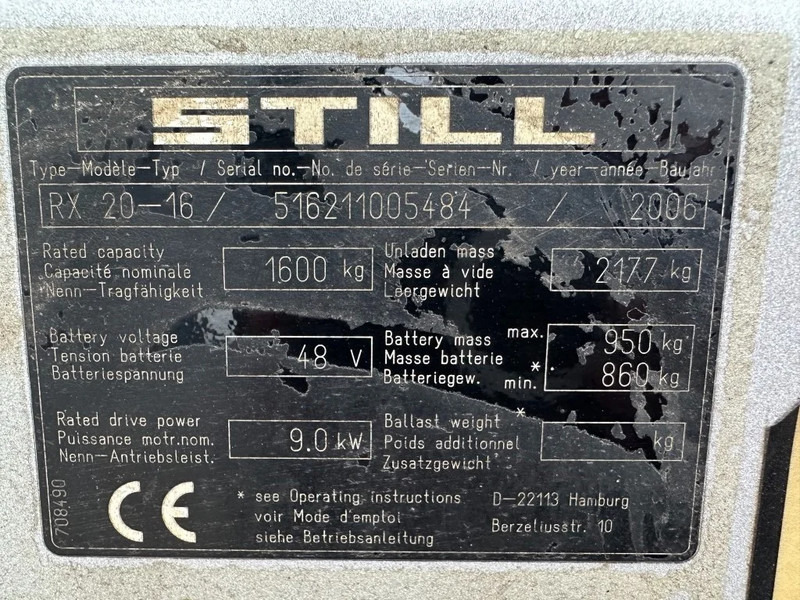 STILL
Type-Modèle-Typ / Serial no.-No. de série-Serien-Nr. / year-année-Baujahr
RX 20-16 / 516211005484 / 2006
Rated capacity
Capacité nominale
Nenn-Tragfähigkeit
1600 kg
Unladen mass
Masse à vide
Leergewicht
2177 kg
Battery voltage
Tension batterie
Batteriespannung
48 V
Battery mass max.
Masse batterie *
Batteriegew. min.
950 kg
860 kg
Rated drive power
Puissance motr.nom.
Nenn-Antriebsleist.
9.0 kW
Ballast weight *
Poids additionnel
Zusatzgewicht
kg
708490
CE
* see Operating instructions
voir Mode d'emploi
siehe Betriebsanleitung
D-22113 Hamburg
Berzeliusstr. 10